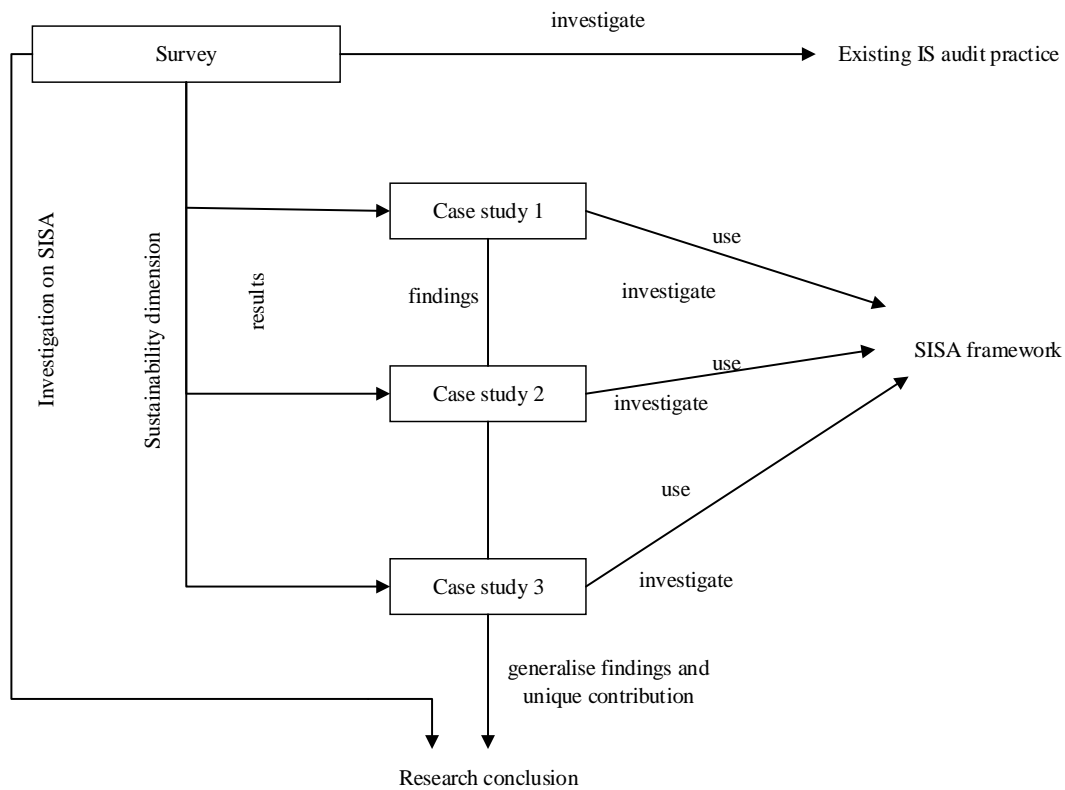 investigate
Survey
Existing IS audit practice
Investigation on SISA
Sustainability dimension
results
Case study 1
use
findings
investigate
SISA framework
use
Case study 2
investigate
use
Case study 3
investigate
generalise findings and
unique contribution
Research conclusion